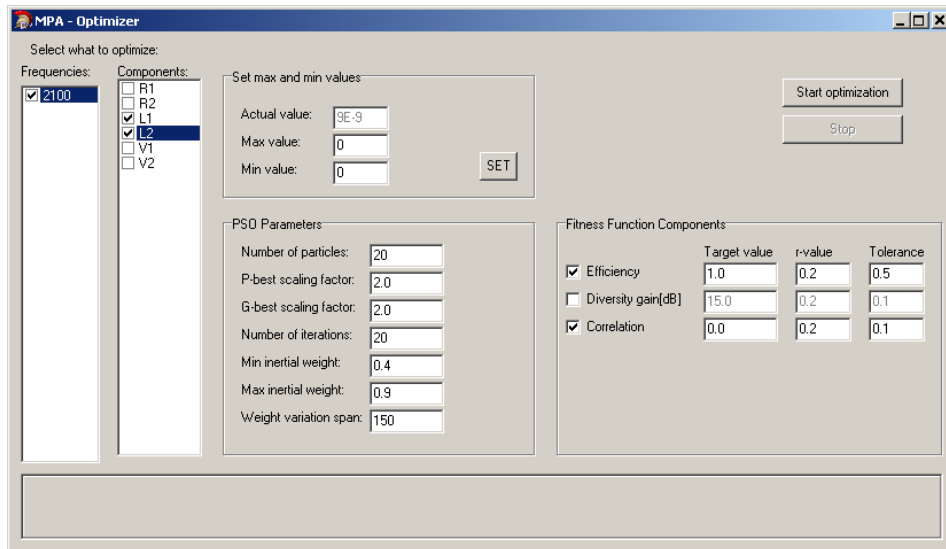 MPA - Optimizer
Select what to optimize:
Frequencies:
2100
Components:
R1
R2
L1
L2
V1
V2
Set max and min values
Actual value: 9E-9
Max value: 0
Min value: 0
SET
Start optimization
Stop
PSO Parameters
Number of particles: 20
P-best scaling factor: 2.0
G-best scaling factor: 2.0
Number of iterations: 20
Min inertial weight: 0.4
Max inertial weight: 0.9
Weight variation span: 150
Fitness Function Components
Target value r-value Tolerance
Efficiency 1.0 0.2 0.5
Diversity gain[dB] 15.0 0.2 0.1
Correlation 0.0 0.2 0.1